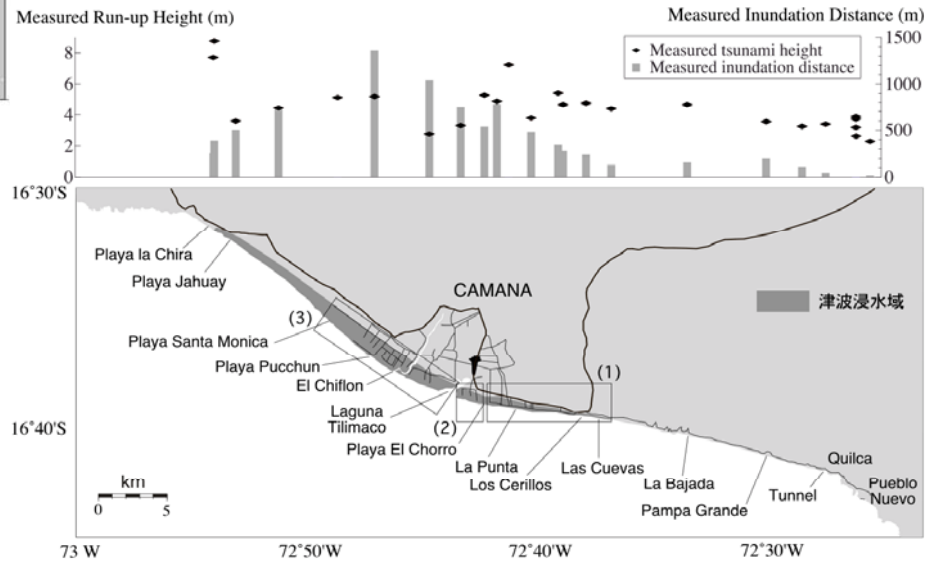 Measured Run-up Height (m)
Measured Inundation Distance (m)
8
6
4
2
0
1500
1000
500
0
Measured tsunami height
Measured inundation distance
16˚30'S
16˚40'S
Playa la Chira
Playa Jahuay
CAMANA
津波浸水域
(3)
Playa Santa Monica
Playa Pucchun
El Chiflon
(1)
Laguna
Tilimaco
(2)
Playa El Chorro
La Punta
Los Cerillos
Las Cuevas
La Bajada
Pampa Grande
Quilca
Tunnel
Pueblo
Nuevo
km
0 5
73 W
72˚50'W
72˚40'W
72˚30'W